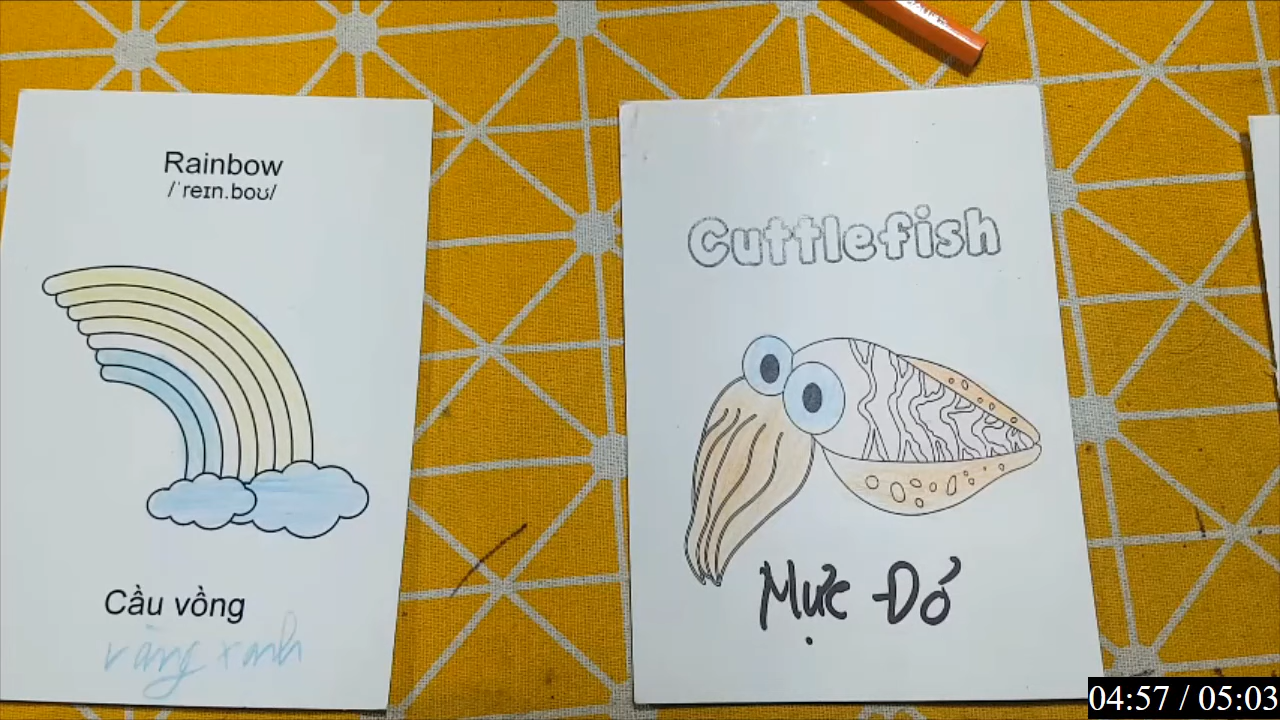 Rainbow
/ˈreɪn.boʊ/
Cầu vồng
vàng xanh
Cuttlefish
Mực Đỏ
04:57 / 05:03